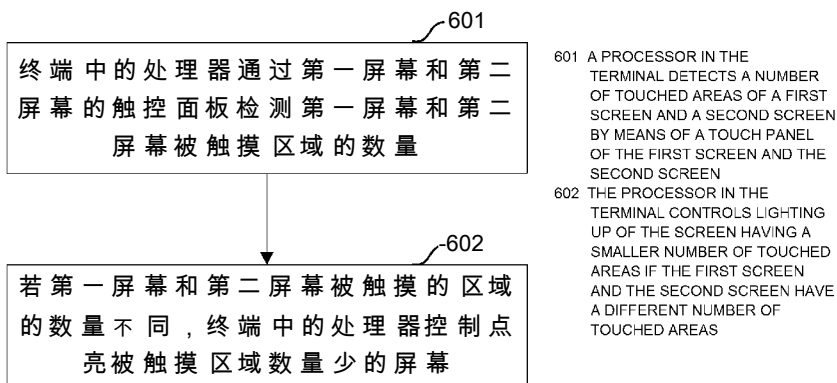 601
终端中的处理器通过第一屏幕和第二
屏幕的触控面板检测第一屏幕和第二
屏幕被触摸区域的数量
-602
若第一屏幕和第二屏幕被触摸的区域
的数量不同,终端中的处理器控制点
亮被触摸区域数量少的屏幕
601 A PROCESSOR IN THE
TERMINAL DETECTS A NUMBER
OF TOUCHED AREAS OF A FIRST
SCREEN AND A SECOND SCREEN
BY MEANS OF A TOUCH PANEL
OF THE FIRST SCREEN AND THE
SECOND SCREEN
602 THE PROCESSOR IN THE
TERMINAL CONTROLS LIGHTING
UP OF THE SCREEN HAVING A
SMALLER NUMBER OF TOUCHED
AREAS IF THE FIRST SCREEN
AND THE SECOND SCREEN HAVE
A DIFFERENT NUMBER OF
TOUCHED AREAS